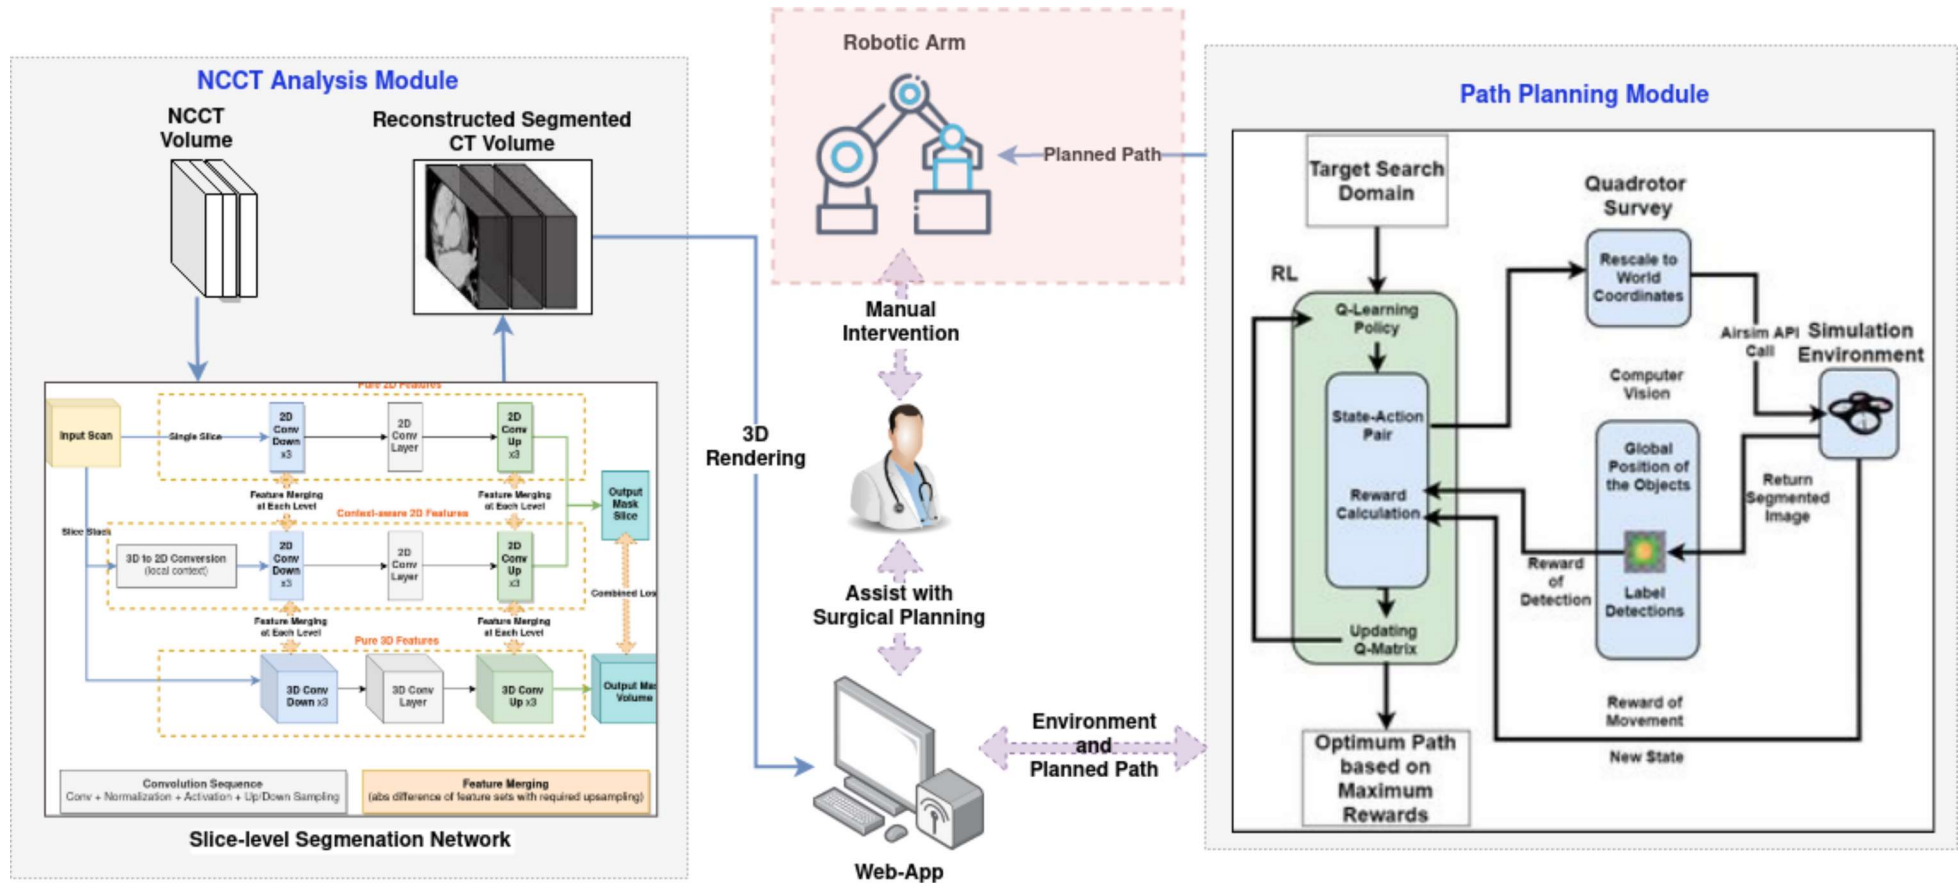 NCCT Analysis Module
NCCT
Volume
Reconstructed Segmented
CT Volume
Pure 2D Features
Input Scan
Single Slice
2D
Conv
Down
x3
2D
Conv
Layer
2D
Conv
Up
x3
Feature Merging
at Each Level
Feature Merging
at Each Level
Output
Mask
Slice
Context-aware 2D Features
Slice Stack
3D to 2D Conversion
(local context)
2D
Conv
Down
x3
2D
Conv
Layer
2D
Conv
Up
x3
Combined Los
Feature Merging
at Each Level
Feature Merging
at Each Level
Pure 3D Features
3D Conv
Down x3
3D Conv
Layer
3D Conv
Up x3
Output Mas
Volume
Convolution Sequence
Conv + Normalization + Activation + Up/Down Sampling
Feature Merging
(abs difference of feature sets with required upsampling)
Slice-level Segmenation Network
Robotic Arm
Planned Path
Manual
Intervention
3D
Rendering
Assist with
Surgical Planning
Environment
and
Planned Path
Web-App
Path Planning Module
Target Search
Domain
RL
Q-Learning
Policy
State-Action
Pair
Reward
Calculation
Updating
Q-Matrix
Optimum Path
based on
Maximum
Rewards
Quadrotor
Survey
Rescale to
World
Coordinates
Airsim API
Call
Simulation
Environment
Computer
Vision
Global
Position of
the Objects
Label
Detections
Return
Segmented
Image
Reward
of
Detection
Reward of
Movement
New State